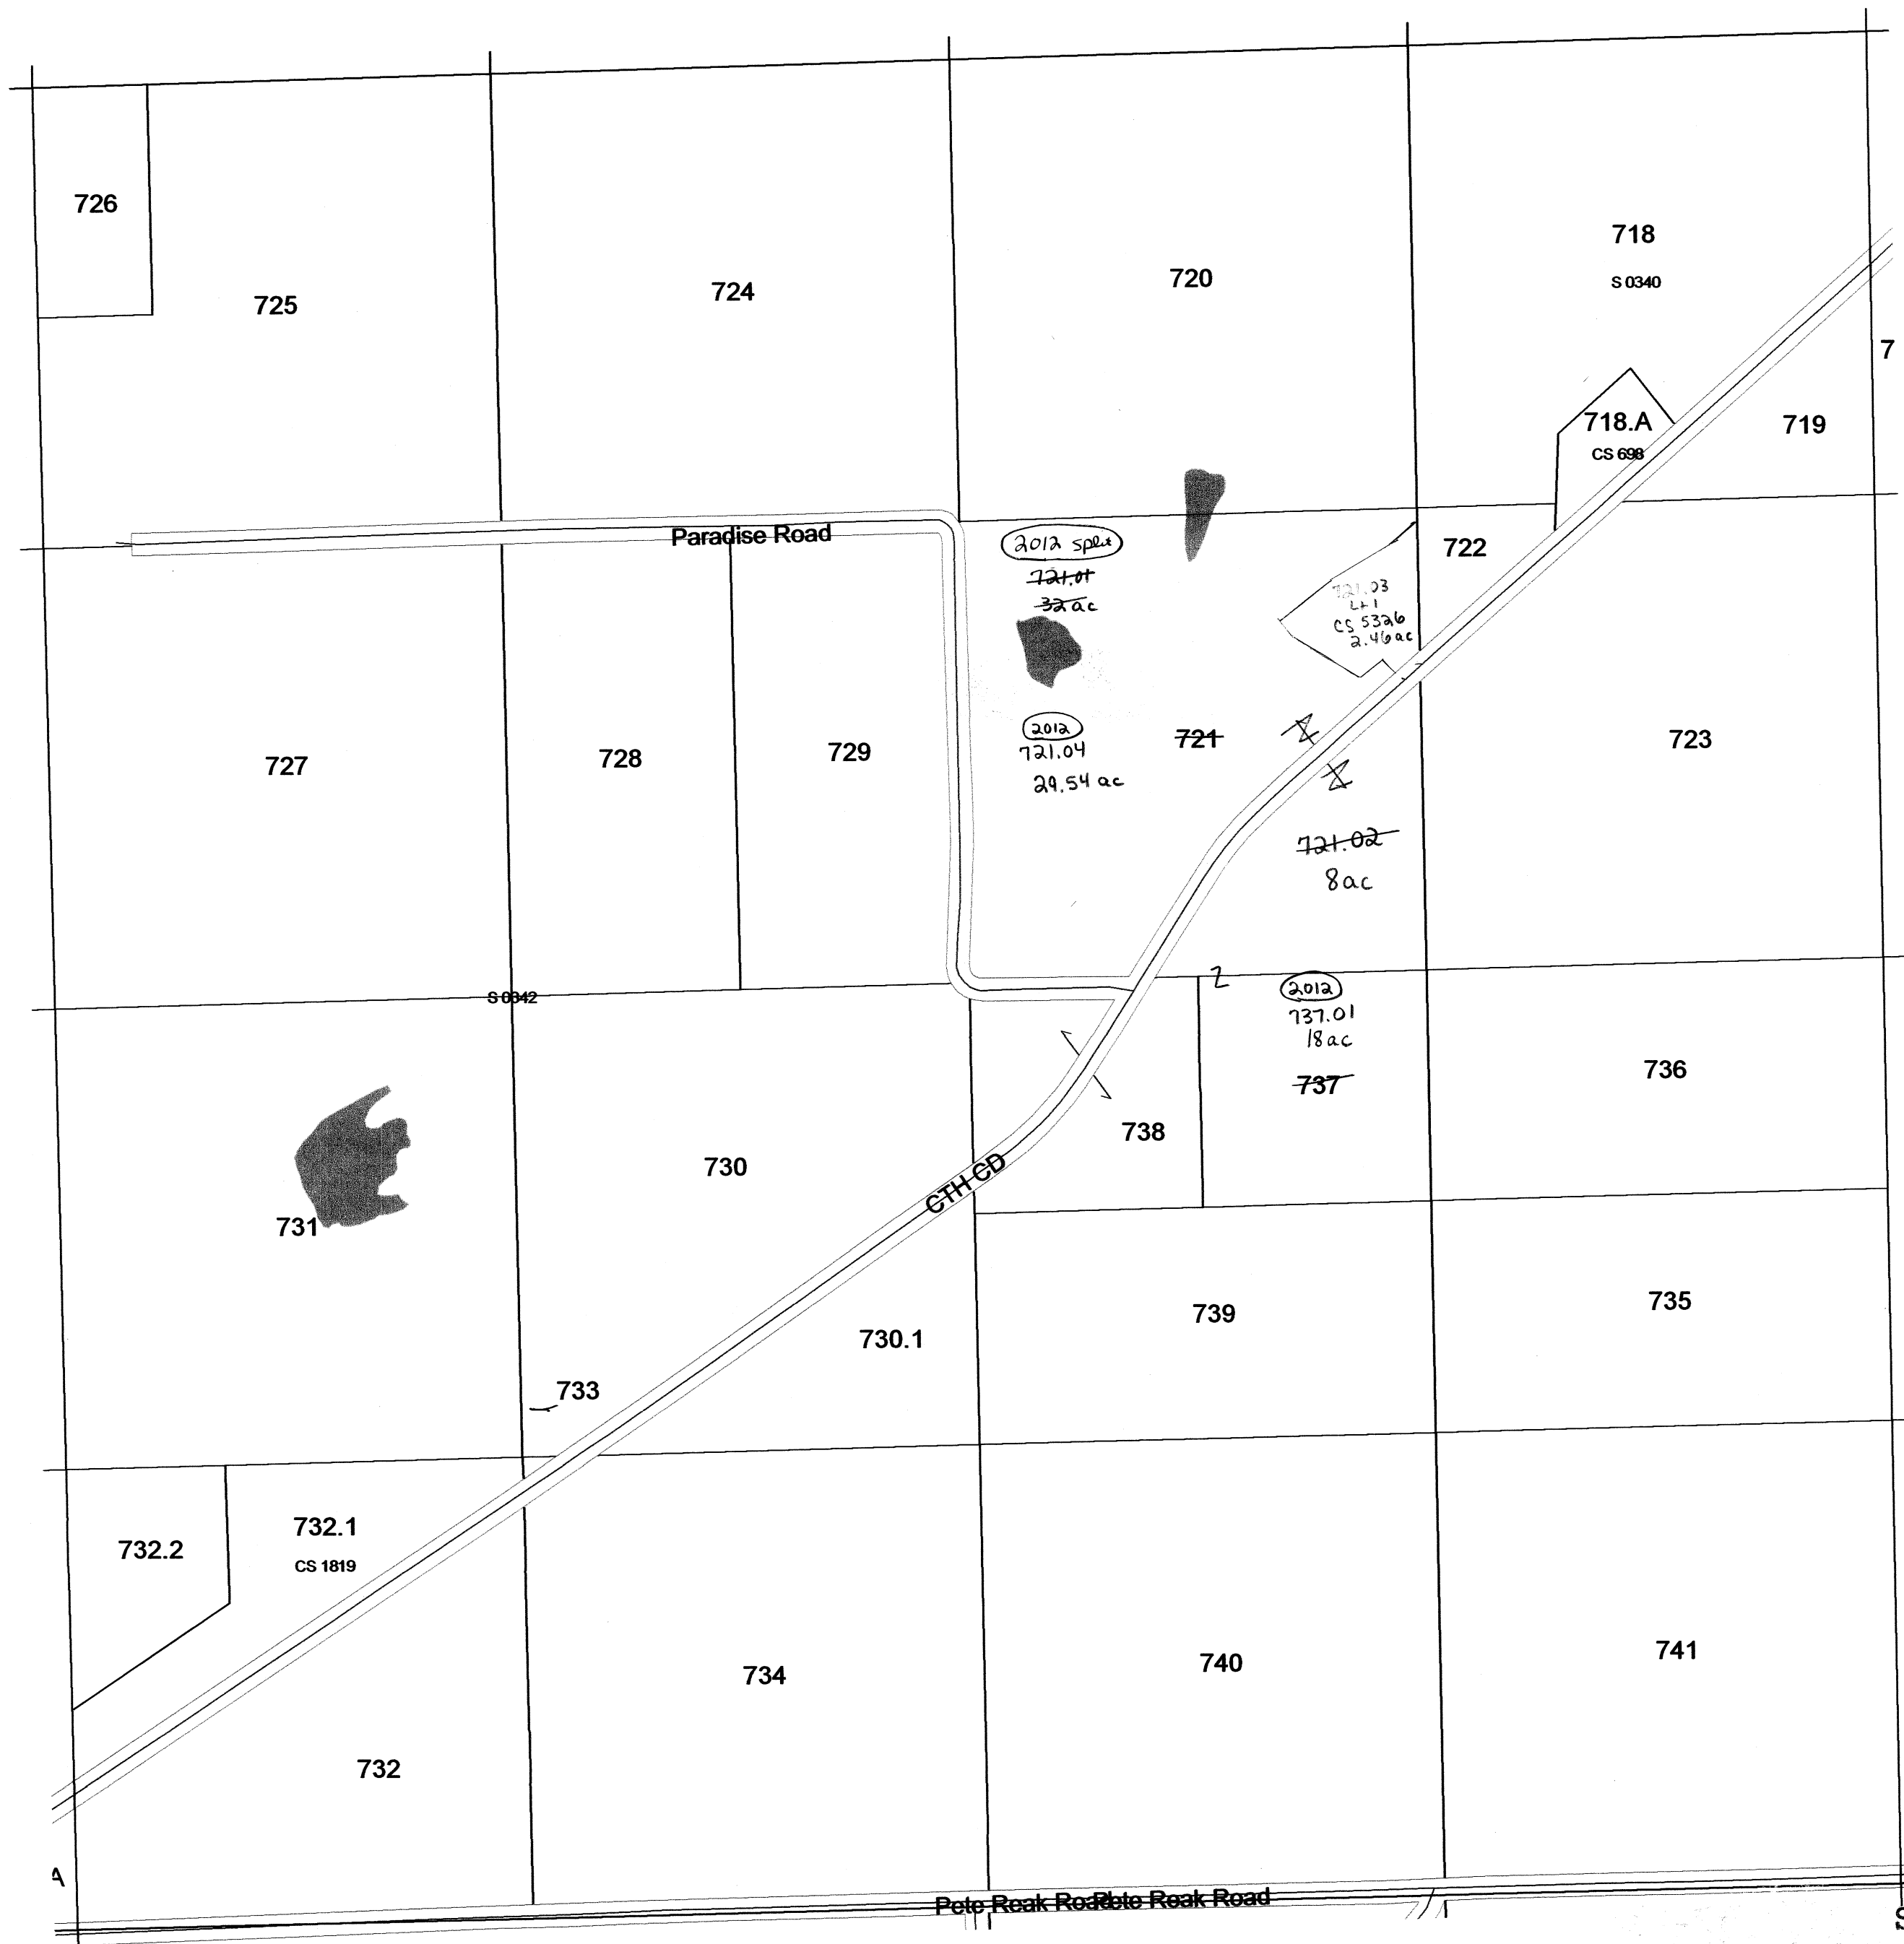 726
725
724
720
718
S 0340
7
718.A
CS 698
719
Paradise Road
2012 split
721.01
32 ac
722
721.03
Lt 1
CS 5326
2.46 ac
727
728
729
2012
721.04
29.54 ac
721
723
721.02
8 ac
S 0342
Z
2012
737.01
18 ac
737
736
738
730
CTH CD
731
730.1
739
735
733
732.2
732.1
CS 1819
734
740
741
732
A
Pete Reak Road
Pete Reak Road